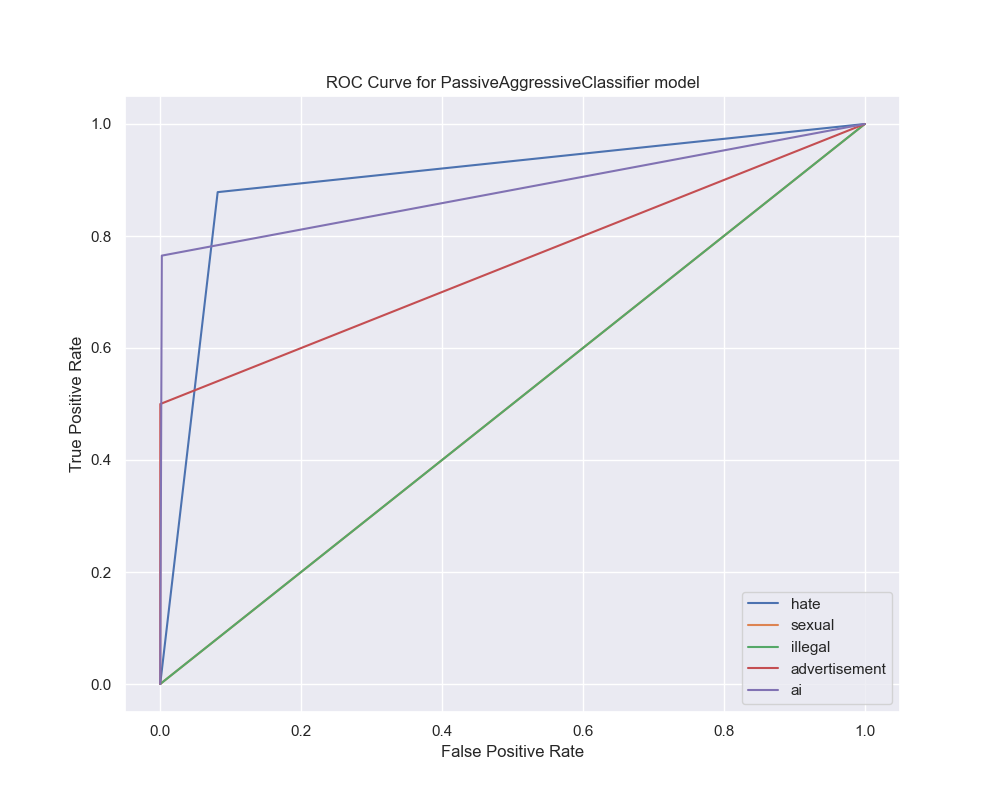 ROC Curve for PassiveAggressiveClassifier model
1.0
0.8
0.6
0.4
0.2
0.0
True Positive Rate
0.0 0.2 0.4 0.6 0.8 1.0
False Positive Rate
hate
sexual
illegal
advertisement
ai